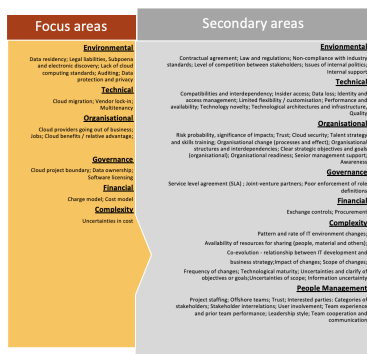 Focus areas
Environmental
Data residency; Legal liabilities, Subpoena
and electronic discovery; Lack of cloud
computing standards; Auditing; Data
protection and privacy
Technical
Cloud migration; Vendor lock-in;
Multitenancy
Organisational
Cloud providers going out of business;
Jobs; Cloud benefits / relative advantage;
Governance
Cloud project boundary; Data ownership;
Software licensing
Financial
Charge model; Cost model
Complexity
Uncertainties in cost
Secondary areas
Envionmental
Contractual agreement; Law and regulations; Non-compliance with industry
standards; Level of competition between stakeholders; Issues of internal politics;
Internal support
Technical
Compatibilities and interdependency; Insider access; Data loss; Identity and
access management; Limited flexibility / customisation; Performance and
availability; Technology novelty; Technological architectures and infrastructure,
Quality
Organisational
Risk probability, significance of impacts; Trust; Cloud security; Talent strategy
and skills training; Organisational change (processes and effect); Organisational
structures and interdependencies; Clear strategic objectives and goals
(organisational); Organisational readiness; Senior management support;
Awareness
Governance
Service level agreement (SLA) ; Joint-venture partners; Poor enforcement of role
definitions
Financial
Exchange controls; Procurement
Complexity
Pattern and rate of IT environment changes;
Availability of resources for sharing (people, material and others);
Co-evolution - relationship between IT development and
business strategy;Impact of changes; Scope of changes;
Frequency of changes; Technological maturity; Uncertainties and clarify of
objectives or goals;Uncertainties of scope; Information uncertainty
People Management
Project staffing; Offshore teams; Trust; Interested parties: Categories of
stakeholders; Stakeholder interrelations; User involvement; Team experience
and prior team performance; Leadership style; Team cooperation and
communication